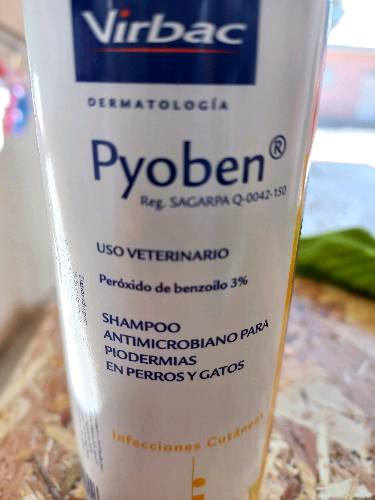 Virbac
DERMATOLOGÍA
Pyoben®
Reg. SAGARPA Q-0042-150
USO VETERINARIO
Peróxido de benzoilo 3%
SHAMPOO
ANTIMICROBIANO PARA
PIODERMIAS
EN PERROS Y GATOS
Infecciones Cutáneas